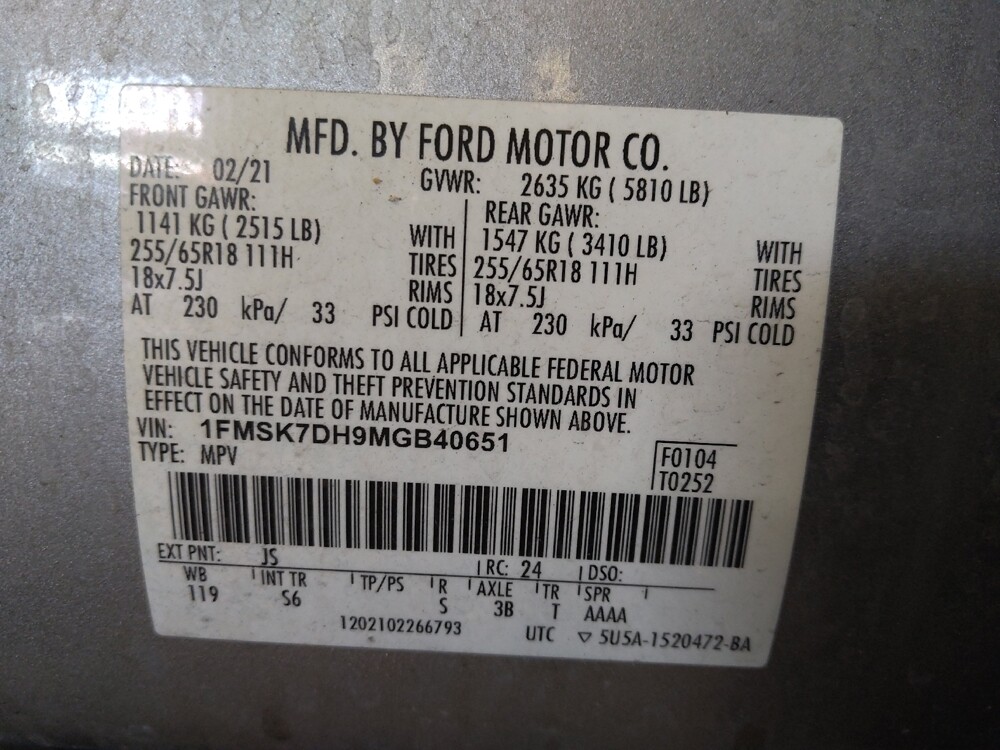 MFD. BY FORD MOTOR CO.
DATE: 02/21 GVWR: 2635 KG ( 5810 LB)
FRONT GAWR: REAR GAWR:
1141 KG ( 2515 LB) WITH 1547 KG ( 3410 LB) WITH
255/65R18 111H TIRES 255/65R18 111H TIRES
18x7.5J RIMS 18x7.5J RIMS
AT 230 kPa/ 33 PSI COLD AT 230 kPa/ 33 PSI COLD
THIS VEHICLE CONFORMS TO ALL APPLICABLE FEDERAL MOTOR
VEHICLE SAFETY AND THEFT PREVENTION STANDARDS IN
EFFECT ON THE DATE OF MANUFACTURE SHOWN ABOVE.
VIN: 1FMSK7DH9MGB40651
TYPE: MPV
F0104
T0252
EXT PNT: JS RC: 24 DSO:
WB INT TR TP/PS R AXLE TR SPR
119 S6 S 3B T AAAA
1202102266793 UTC ▽ 5U5A-1520472-BA